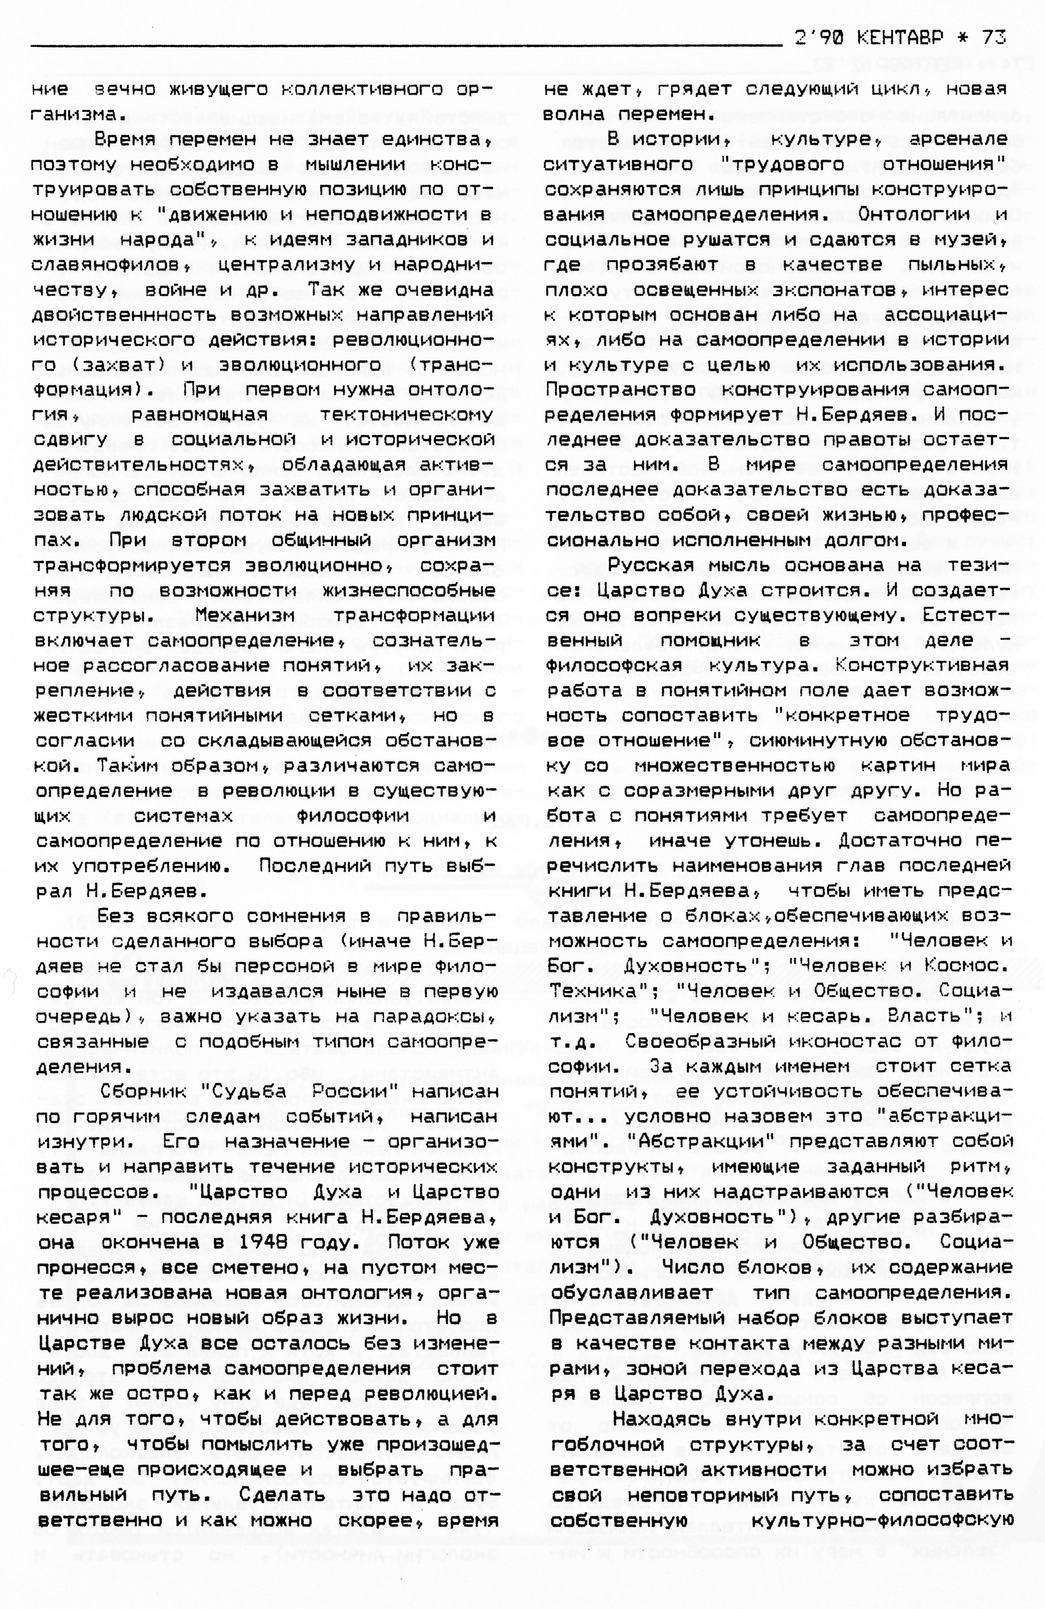 2'90 КЕНТАВР * 73
ние вечно живущего коллективного ор-
ганизма.
Время перемен не знает единства,
поэтому необходимо в мышлении конс-
труировать собственную позицию по от-
ношению к "движению и неподвижности в
жизни народа", к идеям западников и
славянофилов, централизму и народни-
честву, войне и др. Так же очевидна
двойственнность возможных направлений
исторического действия: революционно-
го (захват) и эволюционного (транс-
формация). При первом нужна онтоло-
гия, равномощная тектоническому
сдвигу в социальной и исторической
действительностях, обладающая актив-
ностью, способная захватить и органи-
зовать людской поток на новых принци-
пах. При втором общинный организм
трансформируется эволюционно, сохра-
няя по возможности жизнеспособные
структуры. Механизм трансформации
включает самоопределение, сознатель-
ное рассогласование понятий, их зак-
репление, действия в соответствии с
жесткими понятийными сетками, но в
согласии со складывающейся обстанов-
кой. Таким образом, различаются само-
определение в революции в существую-
щих системах философии и
самоопределение по отношению к ним, к
их употреблению. Последний путь выб-
рал Н.Бердяев.
Без всякого сомнения в правиль-
ности сделанного выбора (иначе Н.Бер-
дяев не стал бы персоной в мире фило-
софии и не издавался ныне в первую
очередь), важно указать на парадоксы,
связанные с подобным типом самоопре-
деления.
Сборник "Судьба России" написан
по горячим следам событий, написан
изнутри. Его назначение - организо-
вать и направить течение исторических
процессов. "Царство Духа и Царство
кесаря" - последняя книга Н.Бердяева,
она окончена в 1948 году. Поток уже
пронесся, все сметено, на пустом мес-
те реализована новая онтология, орга-
нично вырос новый образ жизни. Но в
Царстве Духа все осталось без измене-
ний, проблема самоопределения стоит
так же остро, как и перед революцией.
Не для того, чтобы действовать, а для
того, чтобы помыслить уже произошед-
шее-еще происходящее и выбрать пра-
вильный путь. Сделать это надо от-
ветственно и как можно скорее, время
не ждет, грядет следующий цикл, новая
волна перемен.
В истории, культуре, арсенале
ситуативного "трудового отношения"
сохраняются лишь принципы конструиро-
вания самоопределения. Онтологии и
социальное рушатся и сдаются в музей,
где прозябают в качестве пыльных,
плохо освещенных экспонатов, интерес
к которым основан либо на ассоциаци-
ях, либо на самоопределении в истории
и культуре с целью их использования.
Пространство конструирования самооп-
ределения формирует Н.Бердяев. И пос-
леднее доказательство правоты остает-
ся за ним. В мире самоопределения
последнее доказательство есть доказа-
тельство собой, своей жизнью, профес-
сионально исполненным долгом.
Русская мысль основана на тези-
се: Царство Духа строится. И создает-
ся оно вопреки существующему. Естест-
венный помощник в этом деле -
философская культура. Конструктивная
работа в понятийном поле дает возмож-
ность сопоставить "конкретное трудо-
вое отношение", сиюминутную обстанов-
ку со множественностью картин мира
как с соразмерными друг другу. Но ра-
бота с понятиями требует самоопреде-
ления, иначе утонешь. Достаточно пе-
речислить наименования глав последней
книги Н.Бердяева, чтобы иметь предс-
тавление о блоках,обеспечивающих воз-
можность самоопределения: "Человек и
Бог. Духовность"; "Человек и Космос.
Техника"; "Человек и Общество. Социа-
лизм"; "Человек и кесарь. Власть"; и
т.д. Своеобразный иконостас от фило-
софии. За каждым именем стоит сетка
понятий, ее устойчивость обеспечива-
ют... условно назовем это "абстракци-
ями". "Абстракции" представляют собой
конструкты, имеющие заданный ритм,
одни из них надстраиваются ("Человек
и Бог. Духовность"), другие разбира-
ются ("Человек и Общество. Социа-
лизм"). Число блоков, их содержание
обуславливает тип самоопределения.
Представляемый набор блоков выступает
в качестве контакта между разными ми-
рами, зоной перехода из Царства кеса-
ря в Царство Духа.
Находясь внутри конкретной мно-
гоблочной структуры, за счет соот-
ветственной активности можно избрать
свой неповторимый путь, сопоставить
собственную культурно-философскую